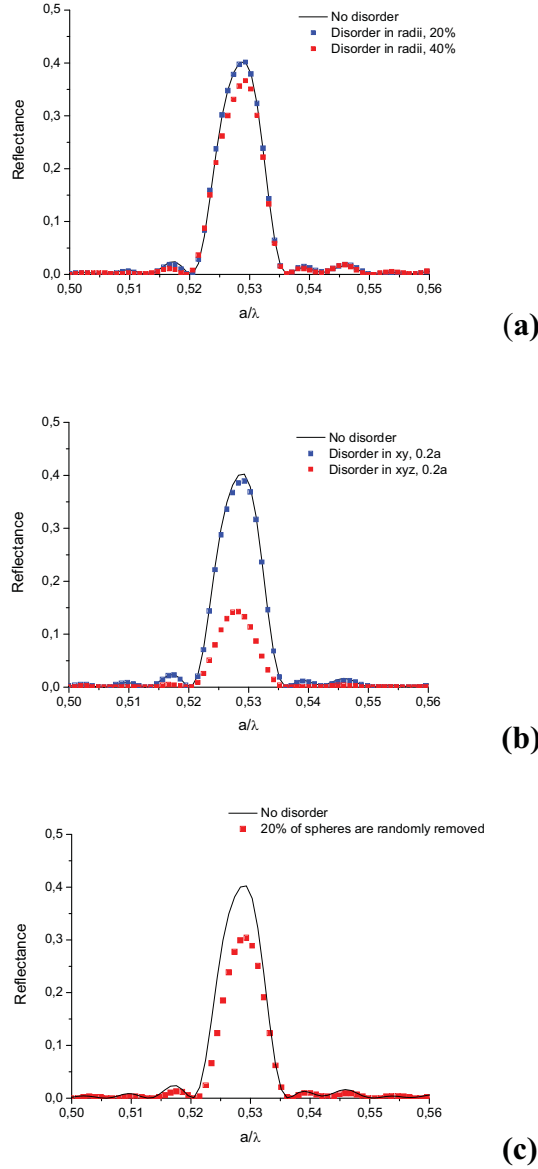 No disorder
Disorder in radii, 20%
Disorder in radii, 40%
0,5
0,4
0,3
0,2
0,1
0,0
Reflectance
0,50 0,51 0,52 0,53 0,54 0,55 0,56
a/λ
(a)
No disorder
Disorder in xy, 0.2a
Disorder in xyz, 0.2a
0,5
0,4
0,3
0,2
0,1
0,0
Reflectance
0,50 0,51 0,52 0,53 0,54 0,55 0,56
a/λ
(b)
No disorder
20% of spheres are randomly removed
0,5
0,4
0,3
0,2
0,1
0,0
Reflectance
0,50 0,51 0,52 0,53 0,54 0,55 0,56
a/λ
(c)